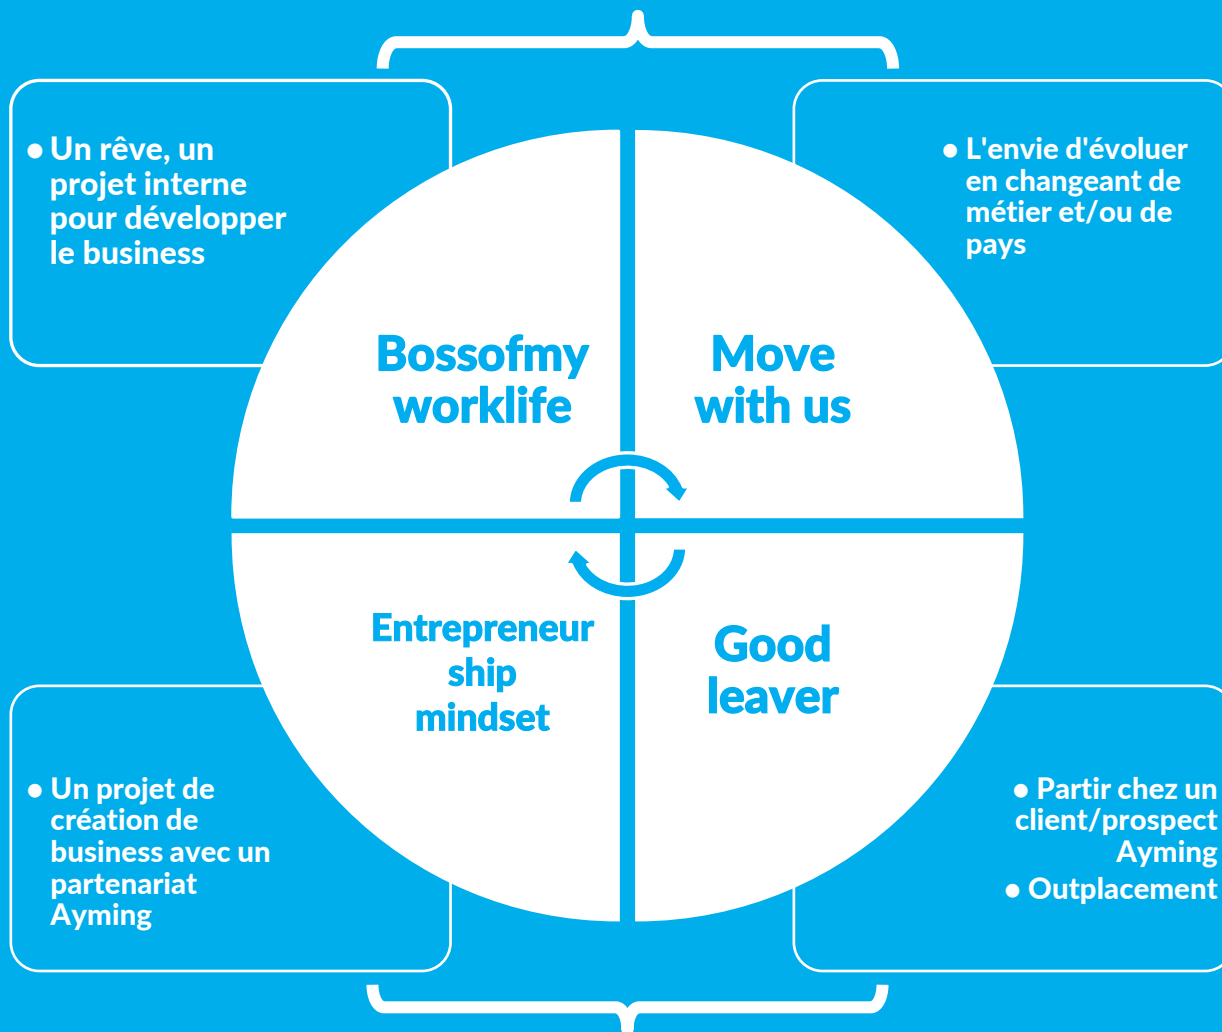 • Un rêve, un
projet interne
pour développer
le business
• L'envie d'évoluer
en changeant de
métier et/ou de
pays
Bossofmy
worklife
Move
with us
Entrepreneur
ship
mindset
Good
leaver
• Un projet de
création de
business avec un
partenariat
Ayming
• Partir chez un
client/prospect
Ayming
• Outplacement